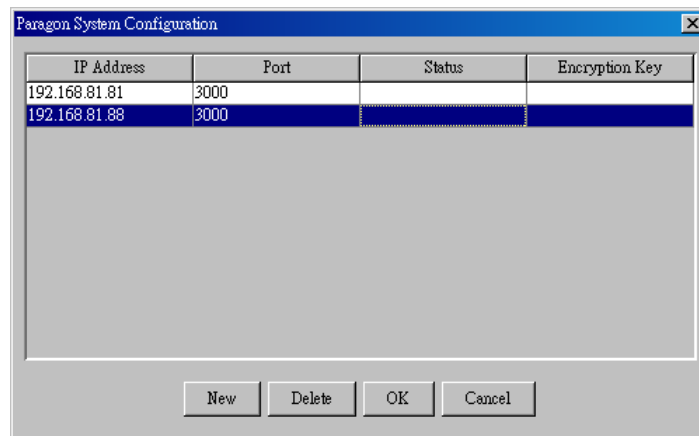 Paragon System Configuration
IP Address Port Status Encryption Key
192.168.81.81 3000
192.168.81.88 3000
New Delete OK Cancel